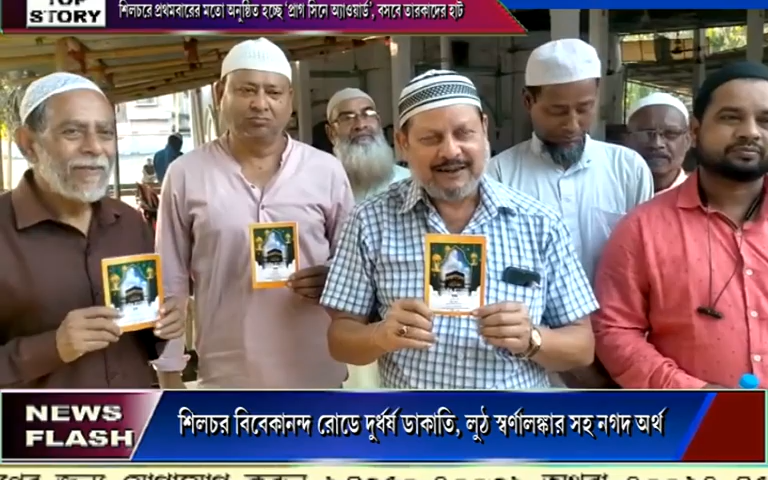 TOP
STORY
শিলচরে প্রথমবারের মতো অনুষ্ঠিত হচ্ছে 'প্রাগ সিনে অ্যাওয়ার্ড', বসবে তারকাদের হাট
NEWS
FLASH
শিলচর বিবেকানন্দ রোডে দুর্ধর্ষ ডাকাতি, লুঠ স্বর্ণালঙ্কার সহ নগদ অর্থ